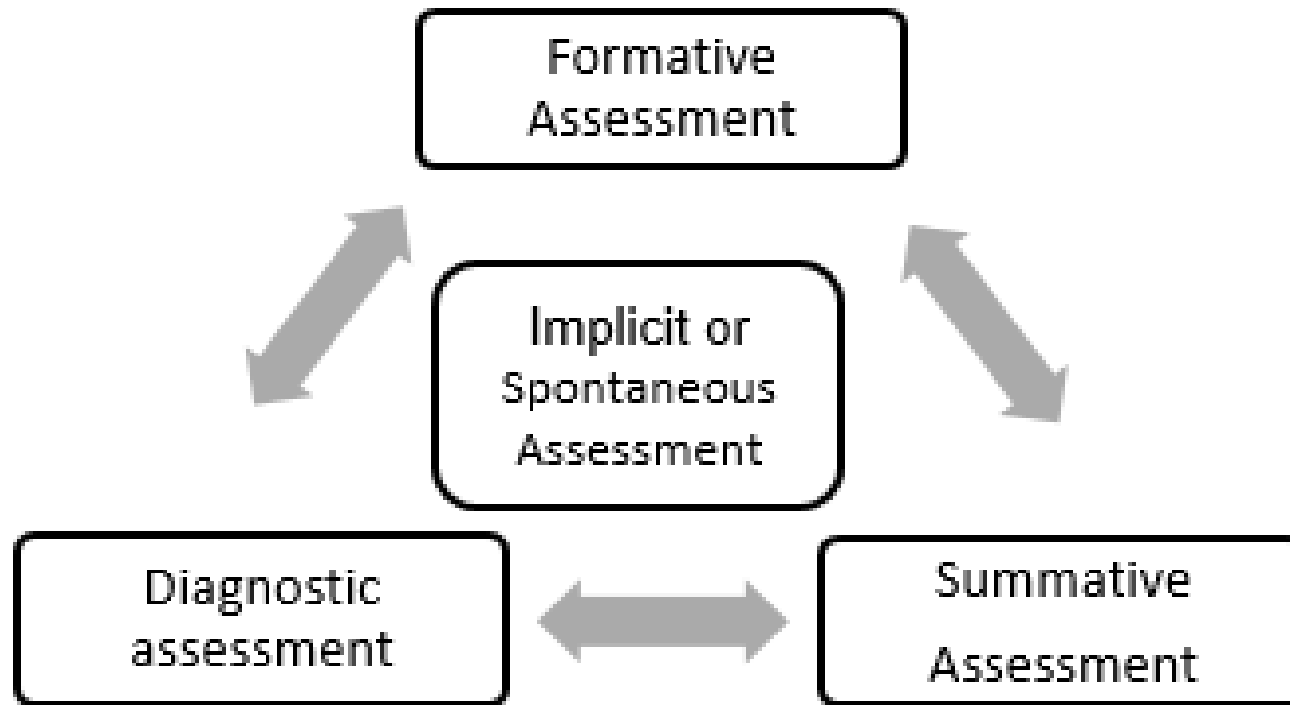 Formative
Assessment
Implicit or
Spontaneous
Assessment
Diagnostic
assessment
Summative
Assessment